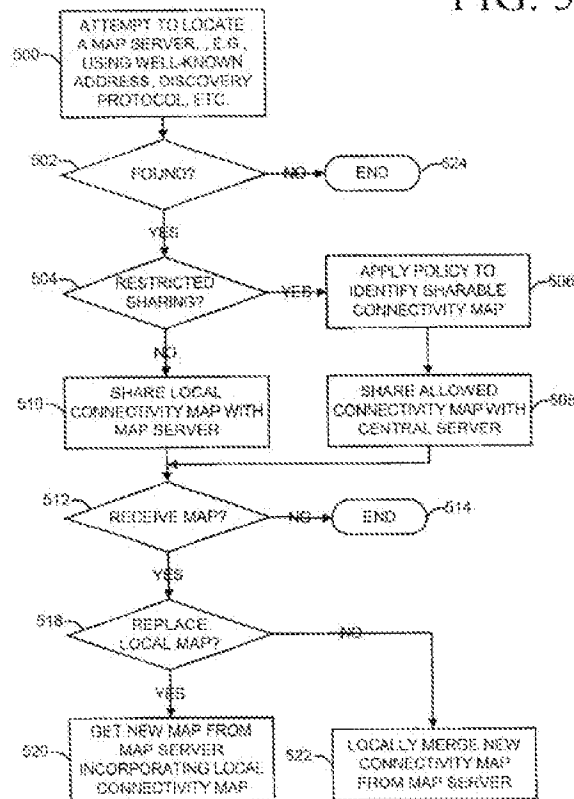 FIG. 5
ATTEMPT TO LOCATE
A MAP SERVER, , E.G.,
USING WELL-KNOWN
ADDRESS, DISCOVERY
PROTOCOL, ETC.
500
502
FOUND?
NO
END
524
YES
504
RESTRICTED
SHARING?
YES
APPLY POLICY TO
IDENTIFY SHARABLE
CONNECTIVITY MAP
506
NO
510
SHARE LOCAL
CONNECTIVITY MAP WITH
MAP SERVER
SHARE ALLOWED
CONNECTIVITY MAP WITH
CENTRAL SERVER
508
512
RECEIVE MAP?
NO
END
514
YES
518
REPLACE
LOCAL MAP?
NO
YES
520
GET NEW MAP FROM
MAP SERVER
INCORPORATING LOCAL
CONNECTIVITY MAP
522
LOCALLY MERGE NEW
CONNECTIVITY MAP
FROM MAP SERVER